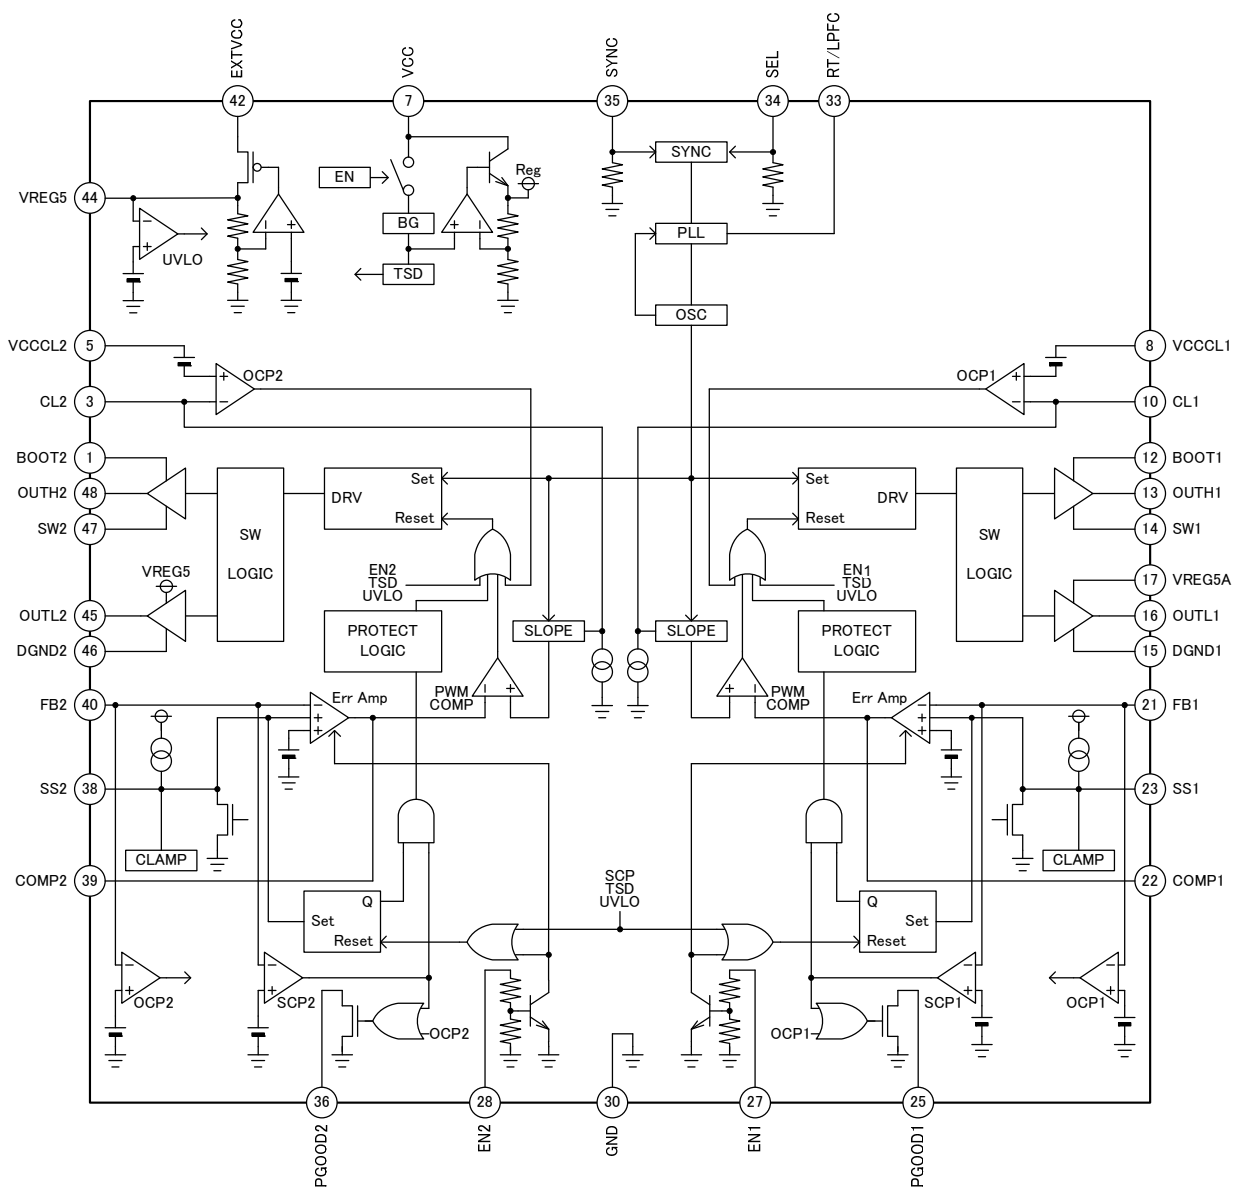 EXTVCC
VCC
SYNC
SEL
RT/LPFC
42
7
35
34
33
SYNC
EN
Reg
VREG5
44
BG
PLL
−
+
UVLO
−
+
+
−
TSD
OSC
VCCCL2
5
8
VCCCL1
+
OCP2
OCP1
+
CL2
3
−
−
10
CL1
BOOT2
1
12
BOOT1
Set
Set
OUTH2
48
DRV
DRV
13
OUTH1
Reset
Reset
SW2
47
SW
LOGIC
SW
LOGIC
14
SW1
VREG5
EN2
TSD
UVLO
EN1
TSD
UVLO
17
VREG5A
OUTL2
45
16
OUTL1
PROTECT
LOGIC
SLOPE
SLOPE
PROTECT
LOGIC
DGND2
46
15
DGND1
PWM
COMP
−
+
+
−
PWM
COMP
FB2
40
Err Amp
Err Amp
21
FB1
−
+
+
−
+
+
SS2
38
23
SS1
CLAMP
CLAMP
COMP2
39
22
COMP1
SCP
TSD
UVLO
Q
Set
Reset
Q
Set
Reset
−
+
OCP2
−
+
SCP2
−
+
SCP1
−
+
OCP1
OCP2
OCP1
36
28
30
27
25
PGOOD2
EN2
GND
EN1
PGOOD1